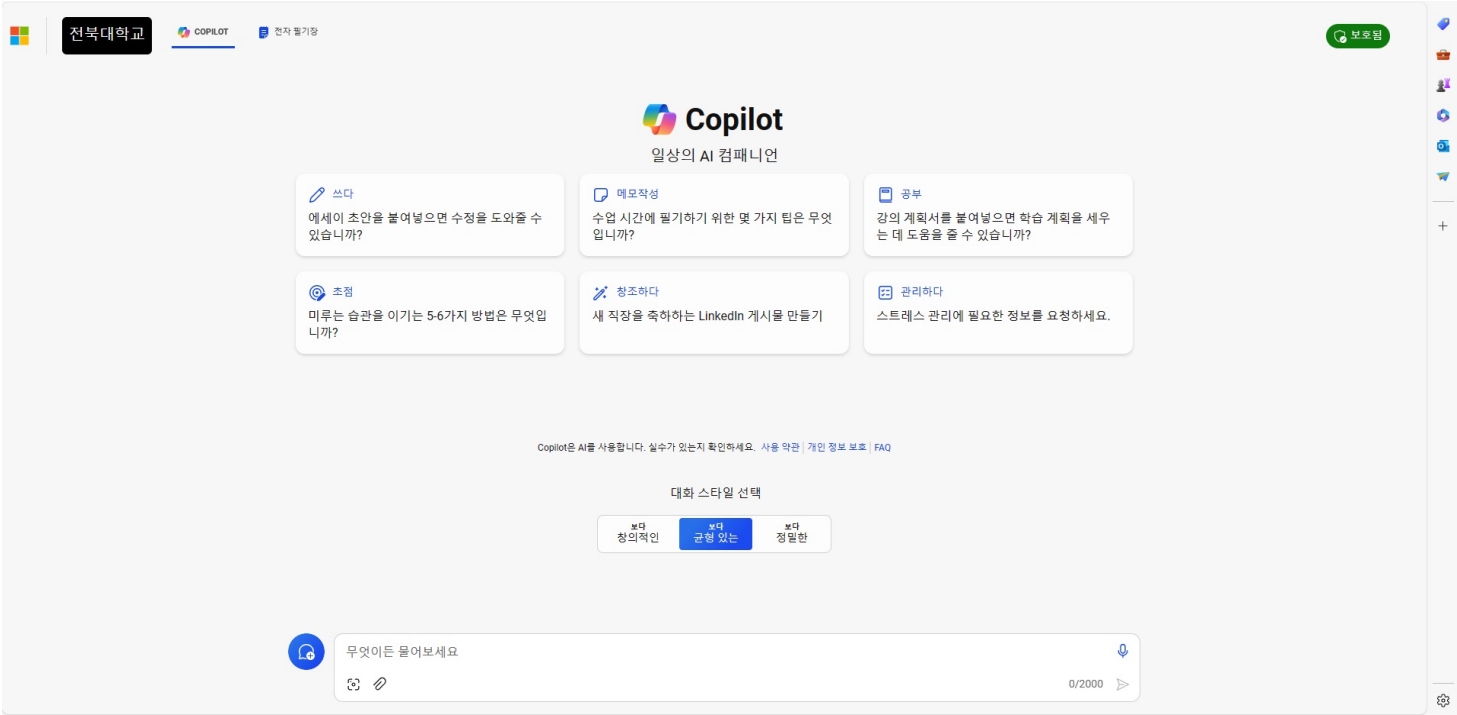 전북대학교
COPILOT
전자 필기장
보호됨
Copilot
일상의 AI 컴패니언
쓰다
에세이 초안을 붙여넣으면 수정을 도와줄 수
있습니까?
메모작성
수업 시간에 필기하기 위한 몇 가지 팁은 무엇
입니까?
공부
강의 계획서를 붙여넣으면 학습 계획을 세우
는 데 도움을 줄 수 있습니까?
초점
미루는 습관을 이기는 5-6가지 방법은 무엇입
니까?
창조하다
새 직장을 축하하는 LinkedIn 게시물 만들기
관리하다
스트레스 관리에 필요한 정보를 요청하세요.
Copilot은 AI를 사용합니다. 실수가 있는지 확인하세요. 사용 약관 개인 정보 보호 FAQ
대화 스타일 선택
보다
창의적인
보다
균형 있는
보다
정밀한
무엇이든 물어보세요
0/2000